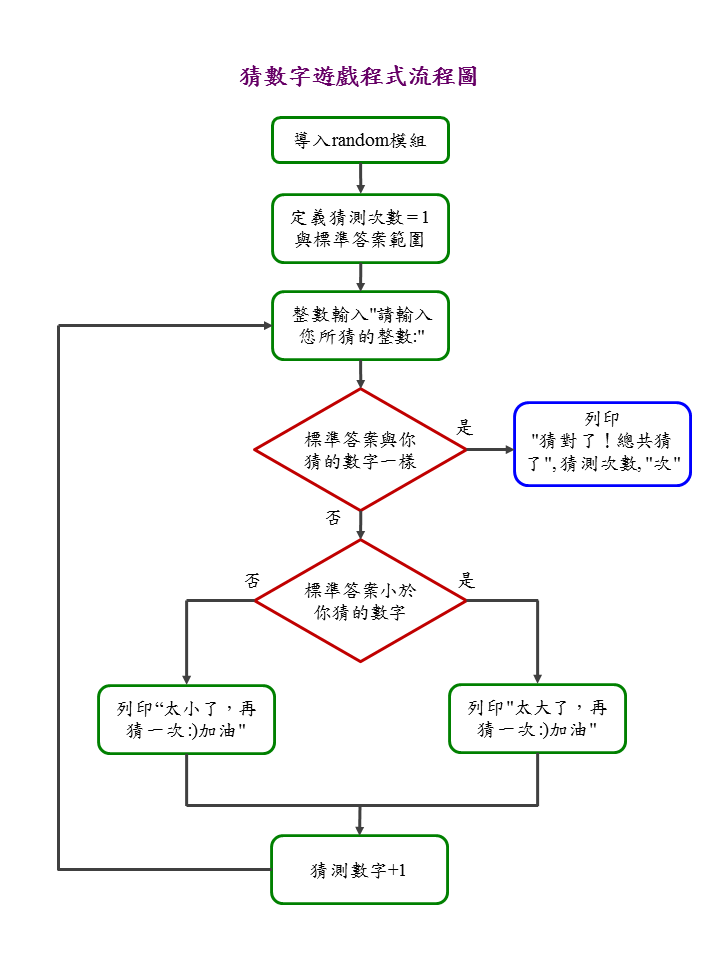 猜數字遊戲程式流程圖
導入random模組
定義猜測次數＝1
與標準答案範圍
整數輸入"請輸入
您所猜的整數:"
標準答案與你
猜的數字一樣
是
列印
"猜對了！總共猜
了", 猜測次數, "次"
否
標準答案小於
你猜的數字
否
是
列印“太小了，再
猜一次:)加油"
列印"太大了，再
猜一次:)加油"
猜測數字+1